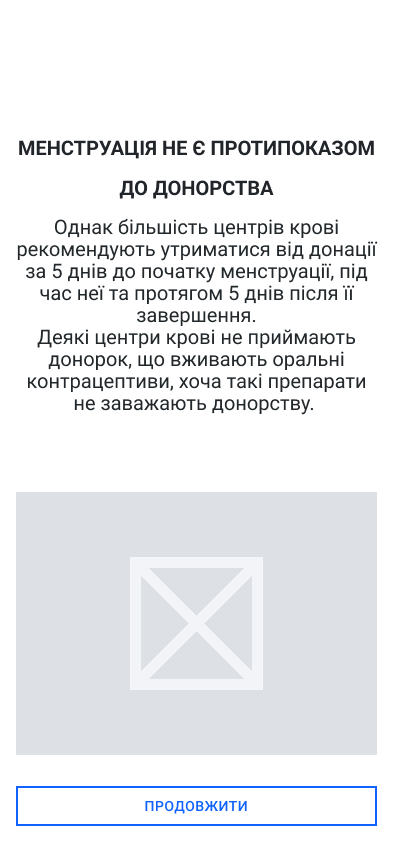 МЕНСТРУАЦІЯ НЕ Є ПРОТИПОКАЗОМ
ДО ДОНОРСТВА
Однак більшість центрів крові
рекомендують утриматися від донації
за 5 днів до початку менструації, під
час неї та протягом 5 днів після її
завершення.
Деякі центри крові не приймають
донорок, що вживають оральні
контрацептиви, хоча такі препарати
не заважають донорству.
ПРОДОВЖИТИ